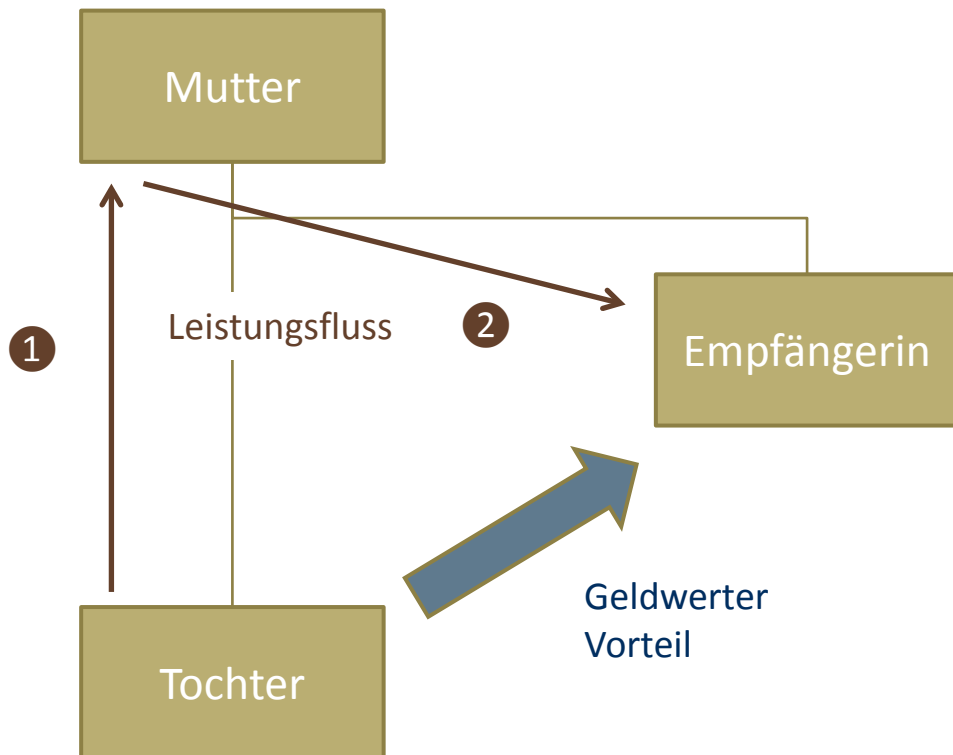 Mutter
Leistungsfluss
2
1
Empfängerin
Geldwerter
Vorteil
Tochter